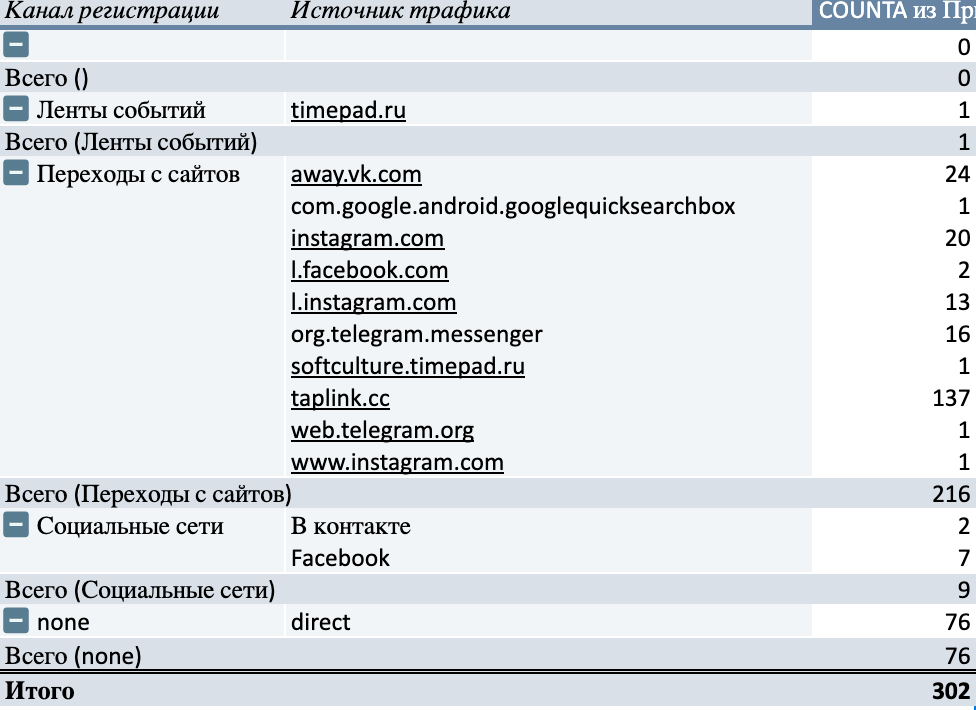 Канал регистрации Источник трафика COUNTA из При
0
Всего () 0
Ленты событий timepad.ru 1
Всего (Ленты событий) 1
Переходы с сайтов away.vk.com 24
com.google.android.googlequicksearchbox 1
instagram.com 20
l.facebook.com 2
l.instagram.com 13
org.telegram.messenger 16
softculture.timepad.ru 1
taplink.cc 137
web.telegram.org 1
www.instagram.com 1
Всего (Переходы с сайтов) 216
Социальные сети В контакте 2
Facebook 7
Всего (Социальные сети) 9
none direct 76
Всего (none) 76
Итого 302